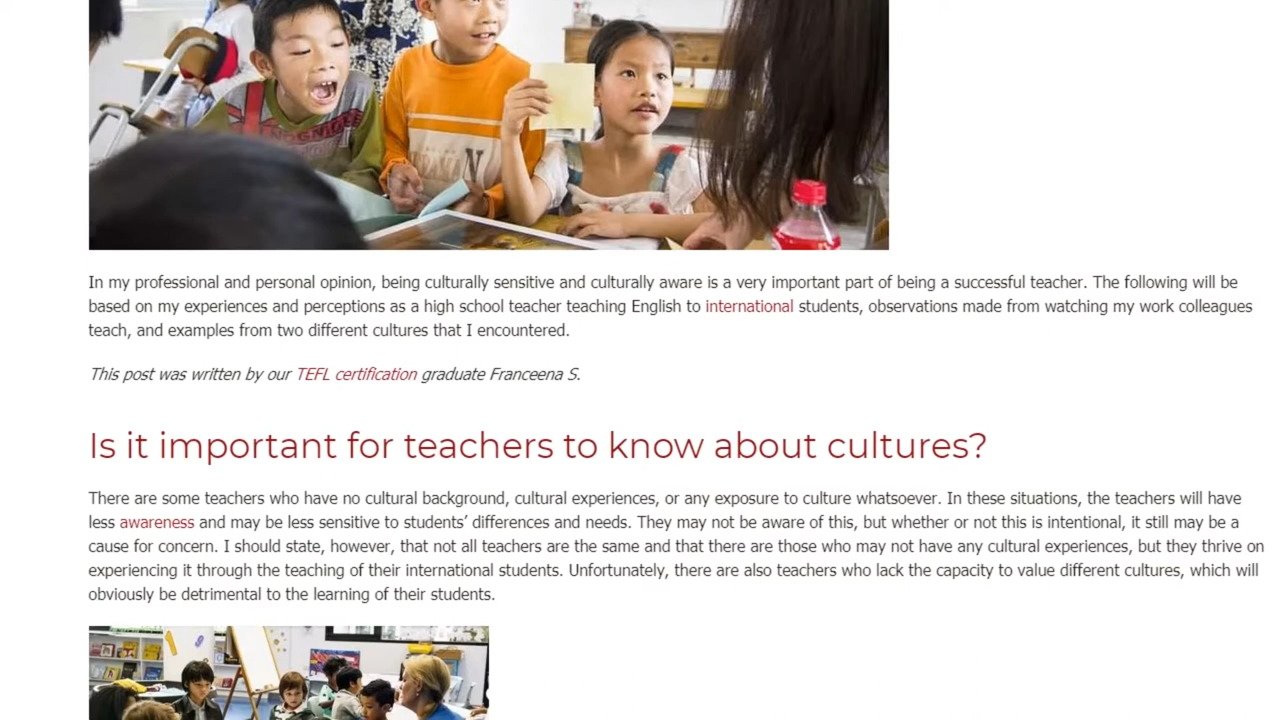 In my professional and personal opinion, being culturally sensitive and culturally aware is a very important part of being a successful teacher. The following will be
based on my experiences and perceptions as a high school teacher teaching English to international students, observations made from watching my work colleagues
teach, and examples from two different cultures that I encountered.
This post was written by our TEFL certification graduate Franceena S.
Is it important for teachers to know about cultures?
There are some teachers who have no cultural background, cultural experiences, or any exposure to culture whatsoever. In these situations, the teachers will have
less awareness and may be less sensitive to students’ differences and needs. They may not be aware of this, but whether or not this is intentional, it still may be a
cause for concern. I should state, however, that not all teachers are the same and that there are those who may not have any cultural experiences, but they thrive on
experiencing it through the teaching of their international students. Unfortunately, there are also teachers who lack the capacity to value different cultures, which will
obviously be detrimental to the learning of their students.